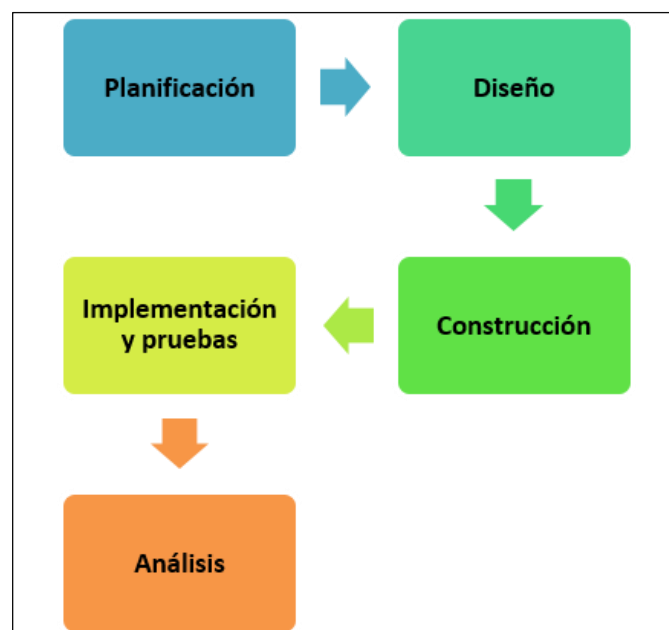 Planificación
Diseño
Construcción
Implementación
y pruebas
Análisis